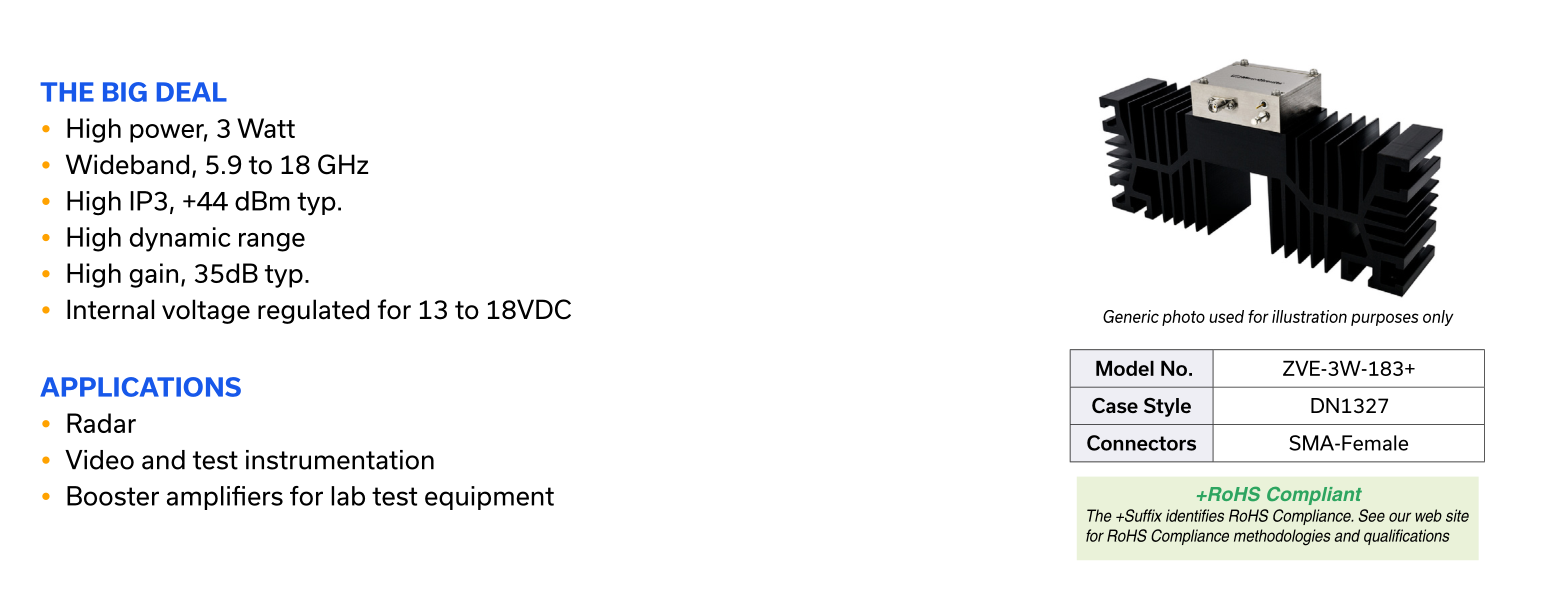 THE BIG DEAL
• High power, 3 Watt
• Wideband, 5.9 to 18 GHz
• High IP3, +44 dBm typ.
• High dynamic range
• High gain, 35dB typ.
• Internal voltage regulated for 13 to 18VDC
APPLICATIONS
• Radar
• Video and test instrumentation
• Booster amplifiers for lab test equipment
Generic photo used for illustration purposes only
Model No. ZVE-3W-183+
Case Style DN1327
Connectors SMA-Female
+RoHS Compliant
The +Suffix identifies RoHS Compliance. See our web site
for RoHS Compliance methodologies and qualifications